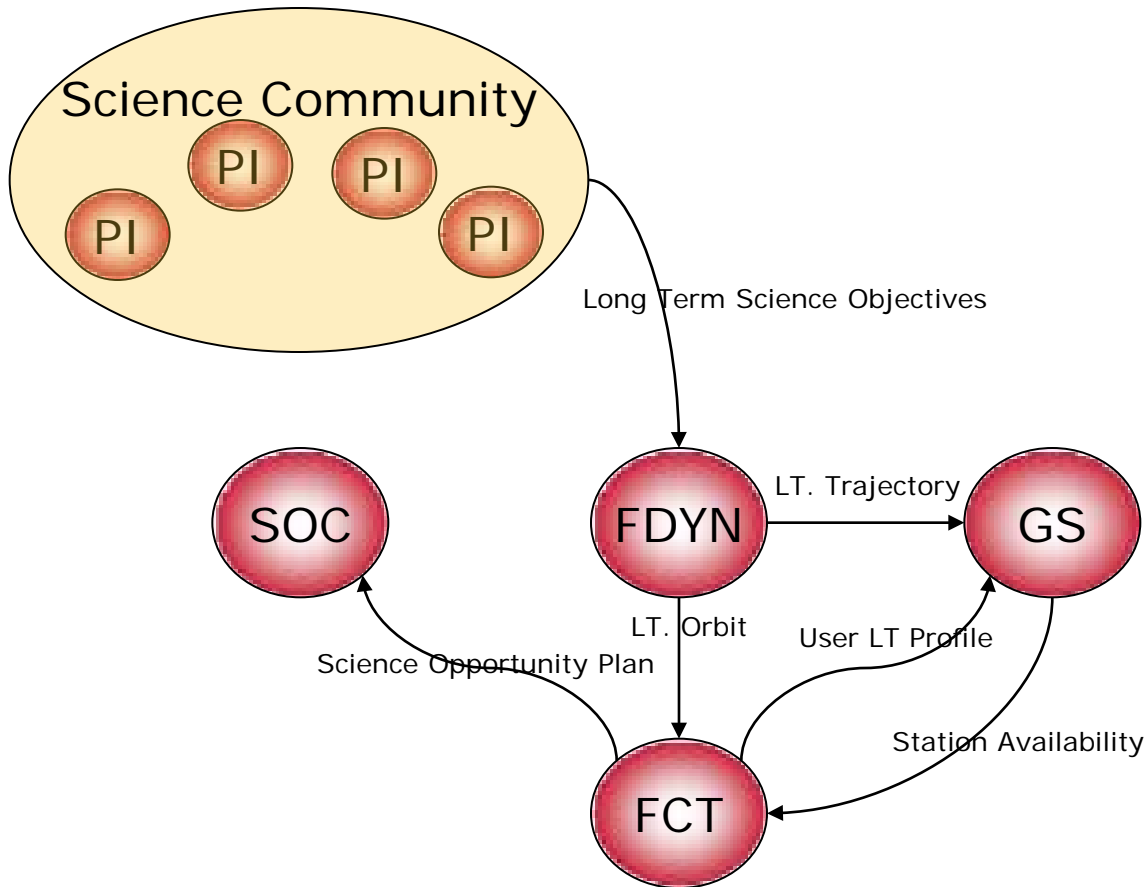 Science Community
PI
PI
PI
PI
Long Term Science Objectives
SOC
FDYN
LT. Trajectory
GS
LT. Orbit
User LT Profile
Science Opportunity Plan
Station Availability
FCT